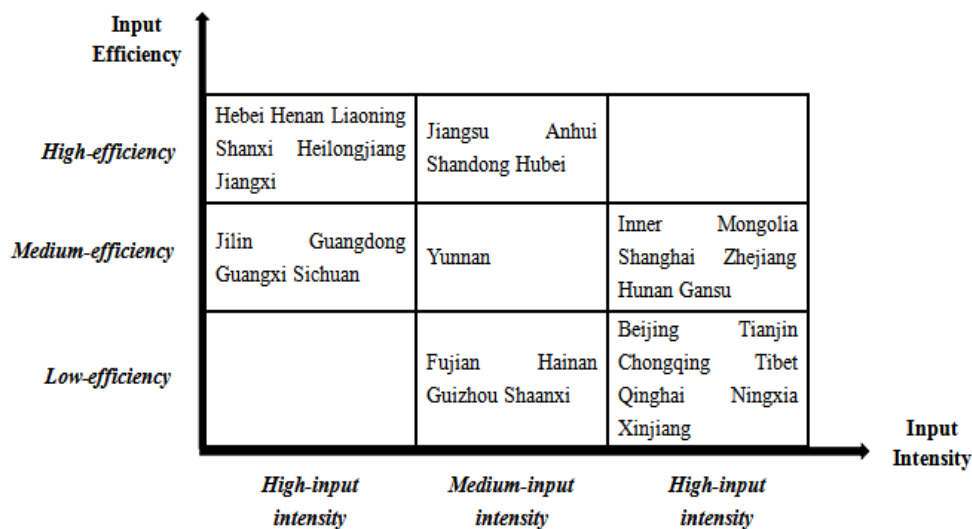 Input
Efficiency
High-efficiency
Hebei Henan Liaoning
Shanxi Heilongjiang
Jiangxi
Jiangsu Anhui
Shandong Hubei
Medium-efficiency
Jilin Guangdong
Guangxi Sichuan
Yunnan
Inner Mongolia
Shanghai Zhejiang
Hunan Gansu
Low-efficiency
Fujian Hainan
Guizhou Shaanxi
Beijing Tianjin
Chongqing Tibet
Qinghai Ningxia
Xinjiang
Input
Intensity
High-input
intensity
Medium-input
intensity
High-input
intensity